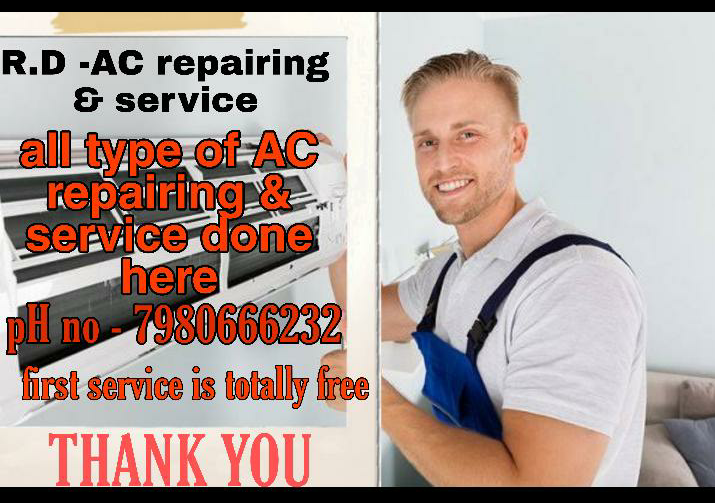 R.D -AC repairing
& service
all type of AC
repairing &
service done
here
pH no - 7980666232
first service is totally free
THANK YOU